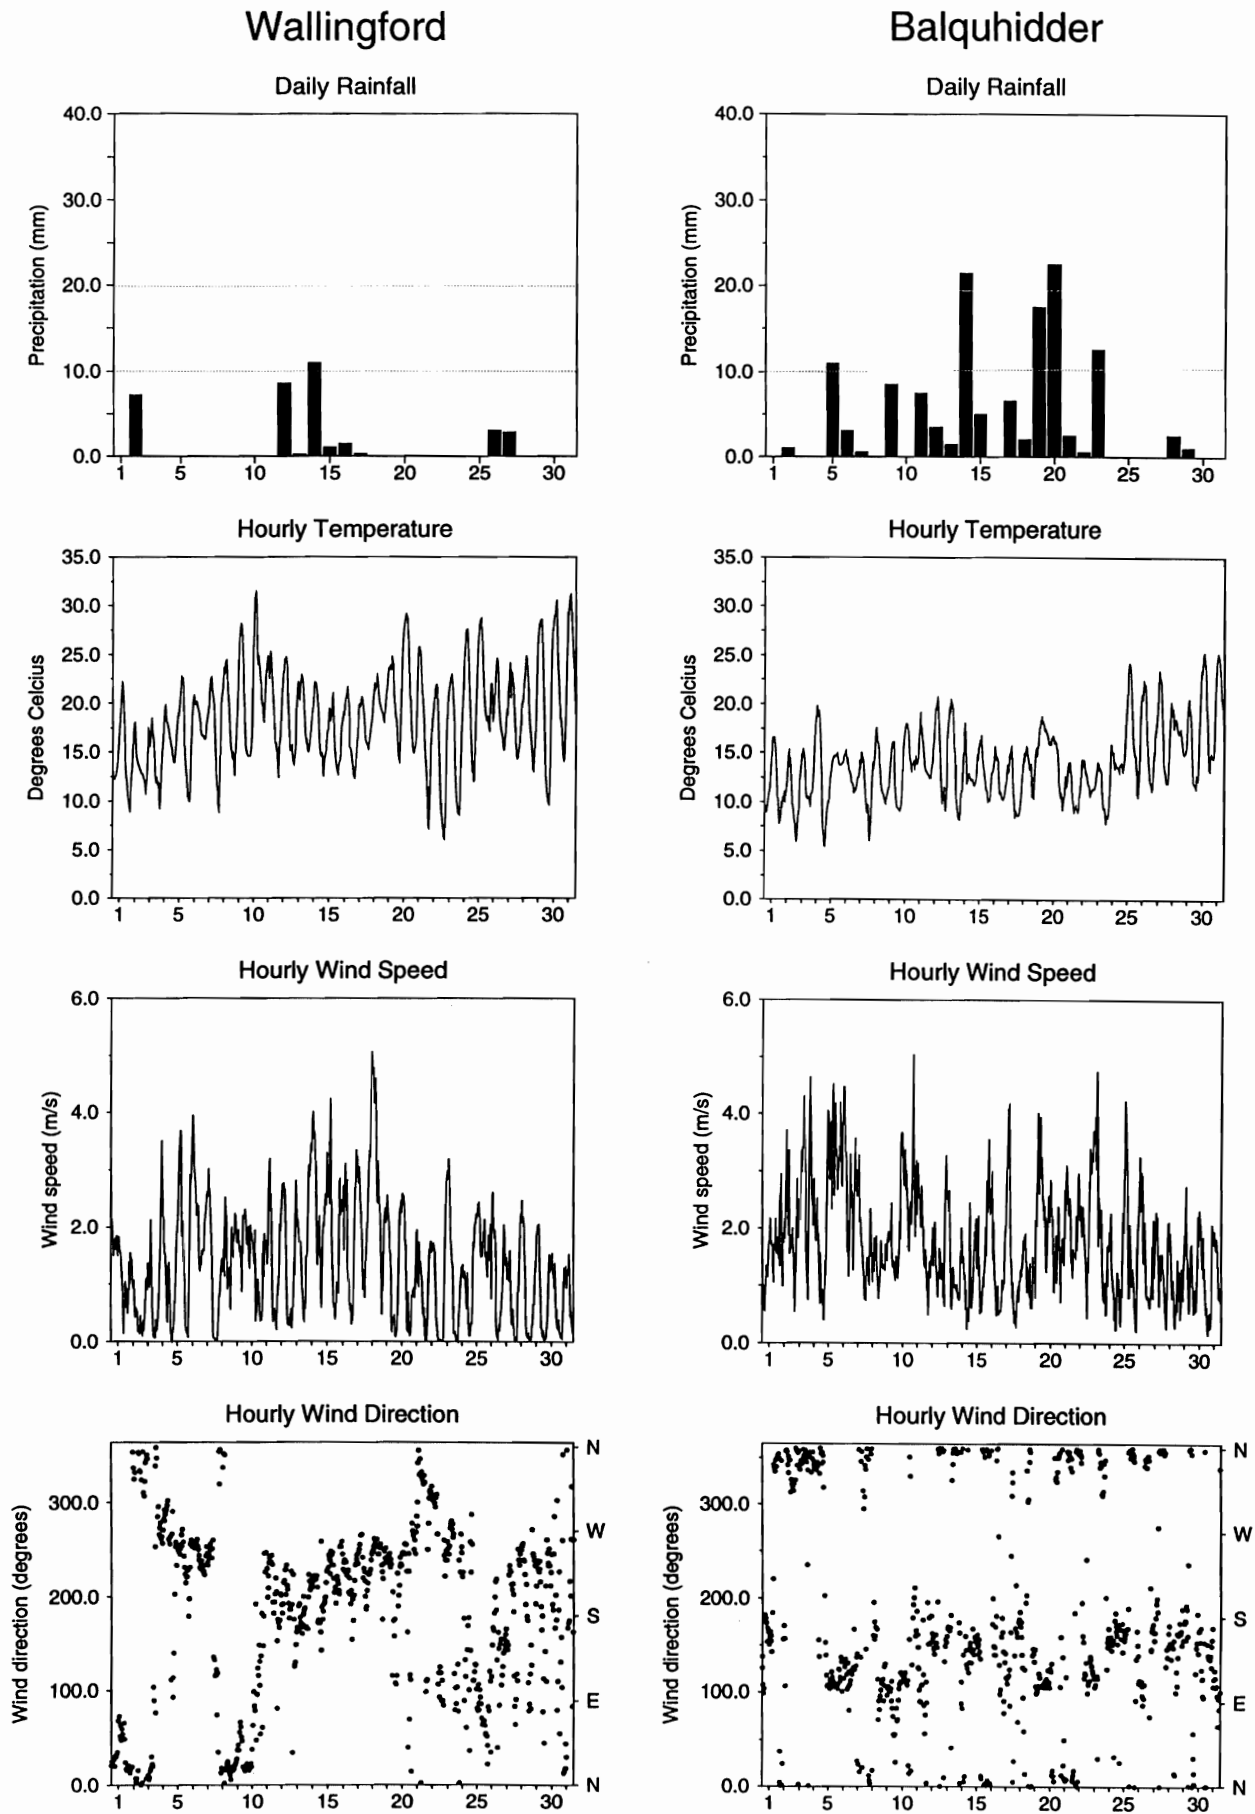 Wallingford
Daily Rainfall
Precipitation (mm)
40.0
30.0
20.0
10.0
0.0
1 5 10 15 20 25 30
Hourly Temperature
Degrees Celcius
35.0
30.0
25.0
20.0
15.0
10.0
5.0
0.0
1 5 10 15 20 25 30
Hourly Wind Speed
Wind speed (m/s)
6.0
4.0
2.0
0.0
1 5 10 15 20 25 30
Hourly Wind Direction
Wind direction (degrees)
300.0
200.0
100.0
0.0
N
W
S
E
N
1 5 10 15 20 25 30
Balquhidder
Daily Rainfall
Precipitation (mm)
40.0
30.0
20.0
10.0
0.0
1 5 10 15 20 25 30
Hourly Temperature
Degrees Celcius
35.0
30.0
25.0
20.0
15.0
10.0
5.0
0.0
1 5 10 15 20 25 30
Hourly Wind Speed
Wind speed (m/s)
6.0
4.0
2.0
0.0
1 5 10 15 20 25 30
Hourly Wind Direction
Wind direction (degrees)
300.0
200.0
100.0
0.0
N
W
S
E
N
1 5 10 15 20 25 30